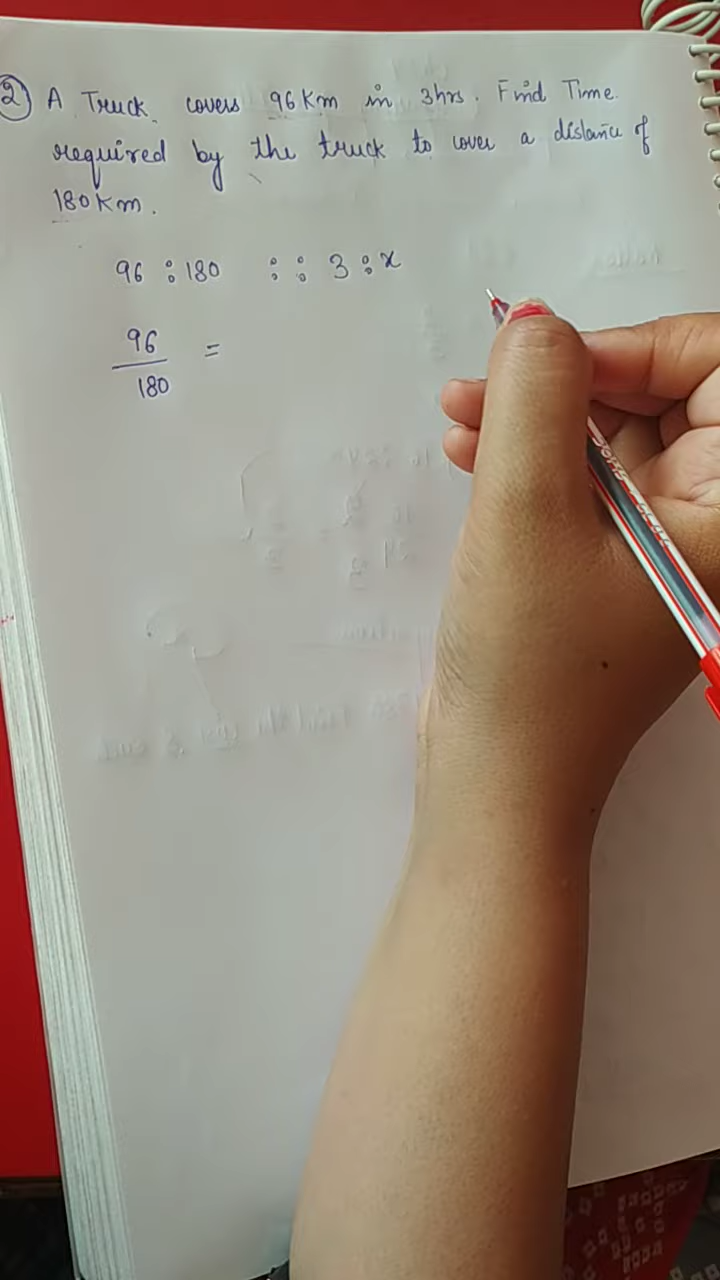 2 A Truck covers 96 Km in 3hrs. Find Time
required by the truck to cover a distance of
180 Km.
96 : 180 :: 3 : x
96
180 =